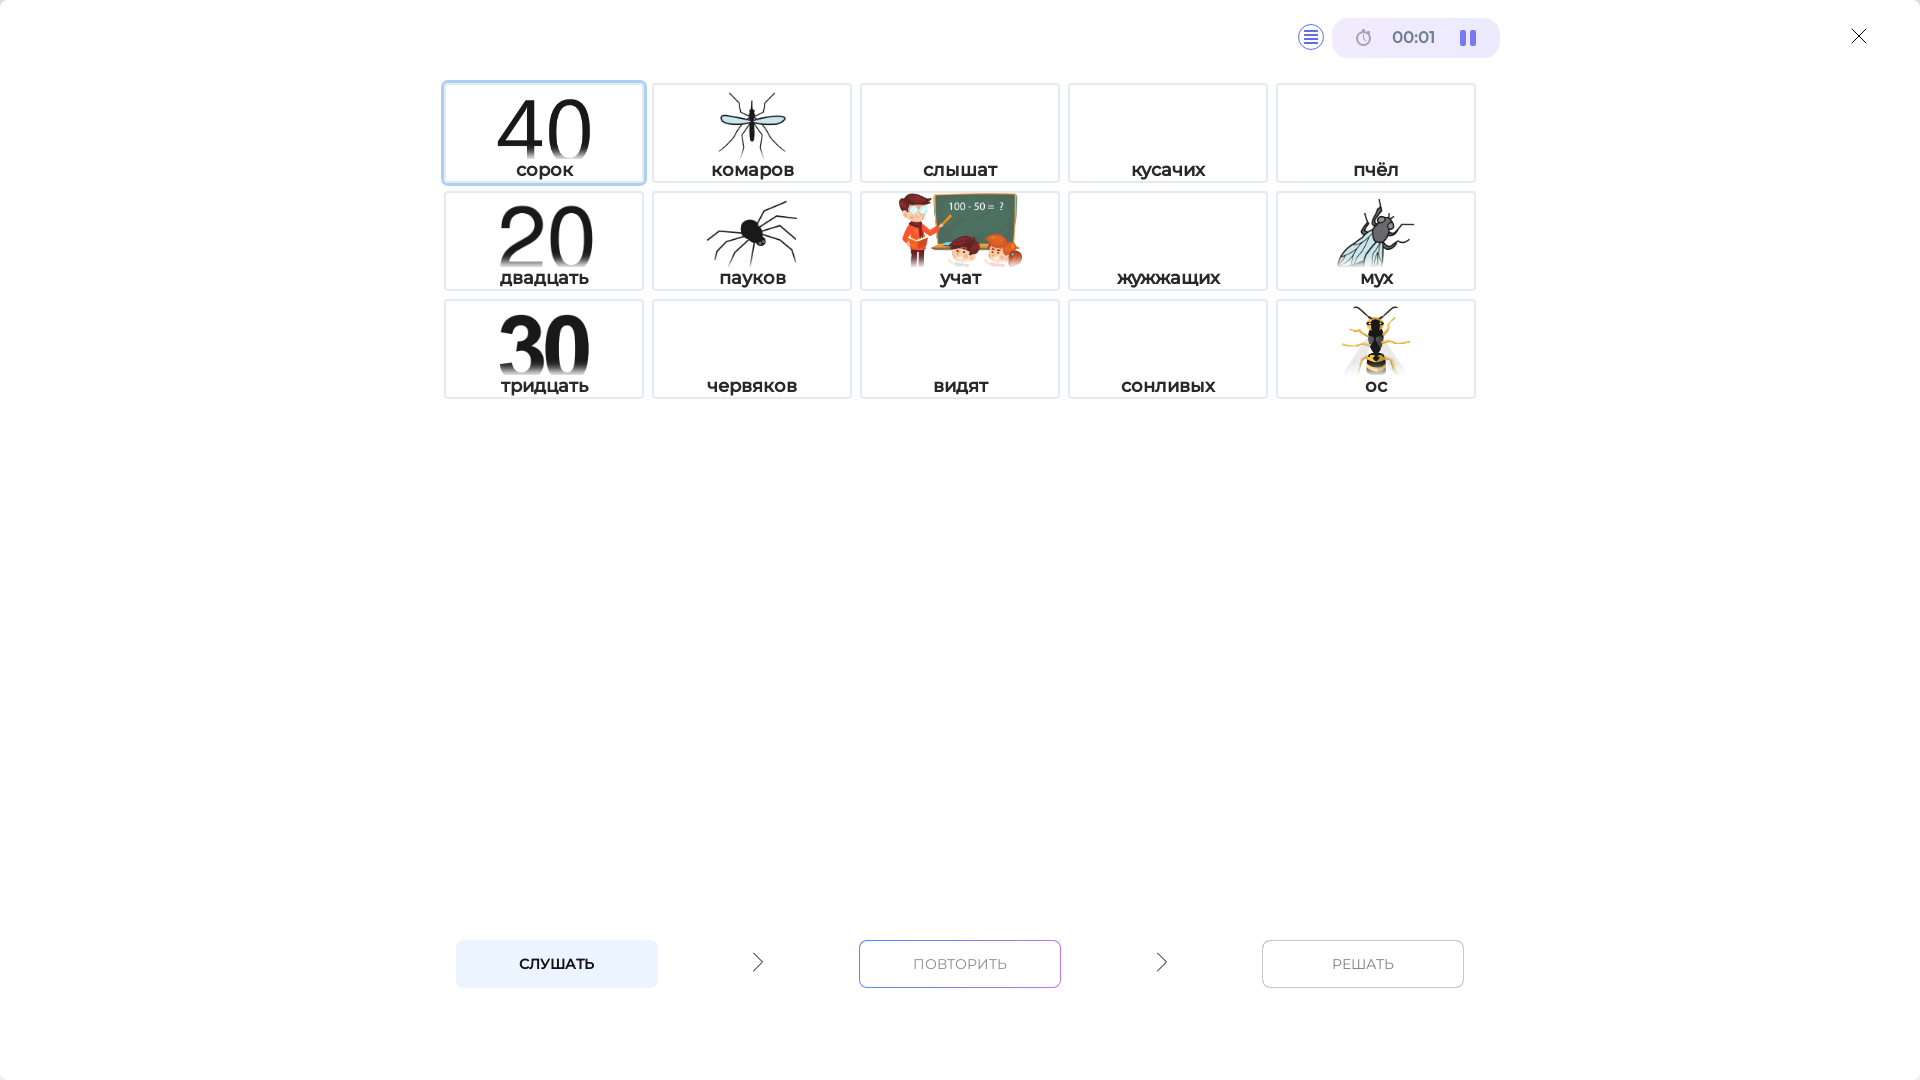 00:01
40
сорок
комаров
слышат
кусачих
пчёл
20
двадцать
пауков
100 - 50 = ?
учат
жужжащих
мух
30
тридцать
червяков
видят
сонливых
ос
СЛУШАТЬ
ПОВТОРИТЬ
РЕШАТЬ